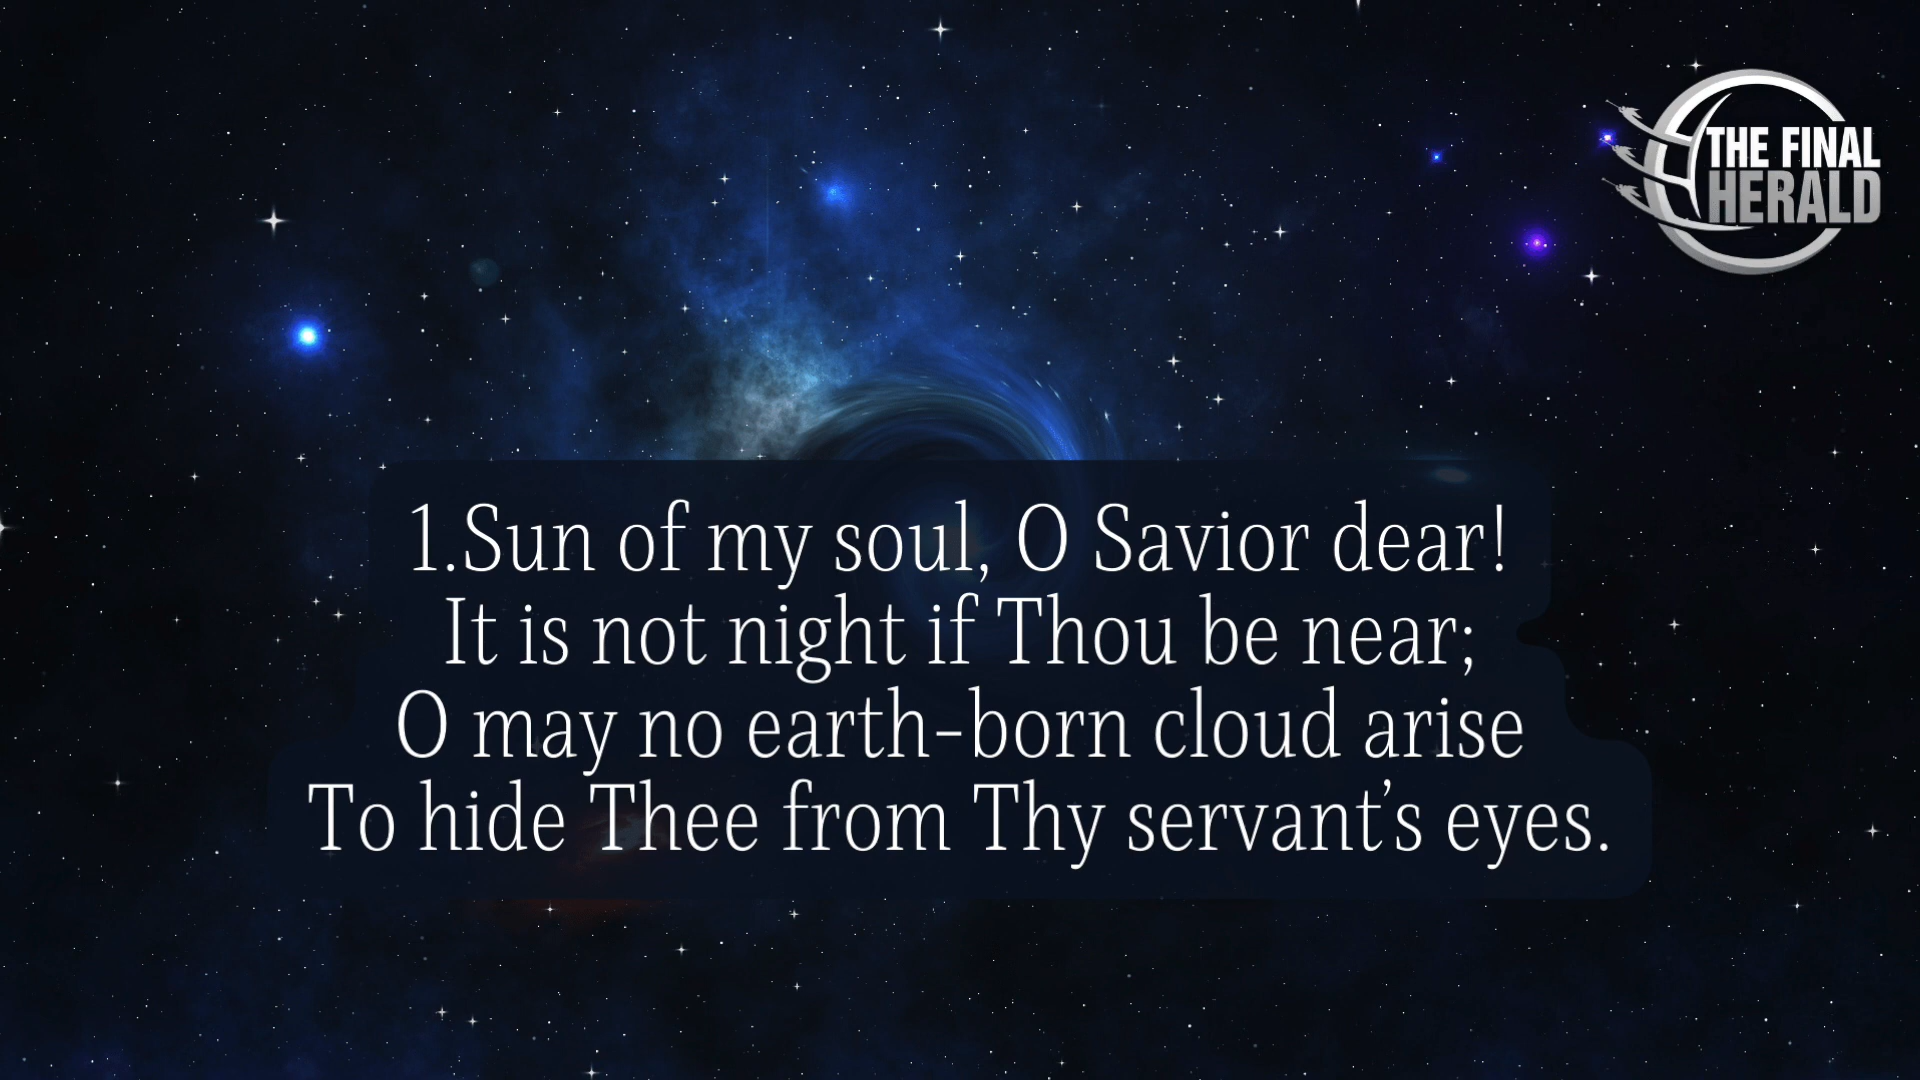 THE FINAL
HERALD
1.Sun of my soul, O Savior dear!
It is not night if Thou be near;
O may no earth-born cloud arise
To hide Thee from Thy servant’s eyes.